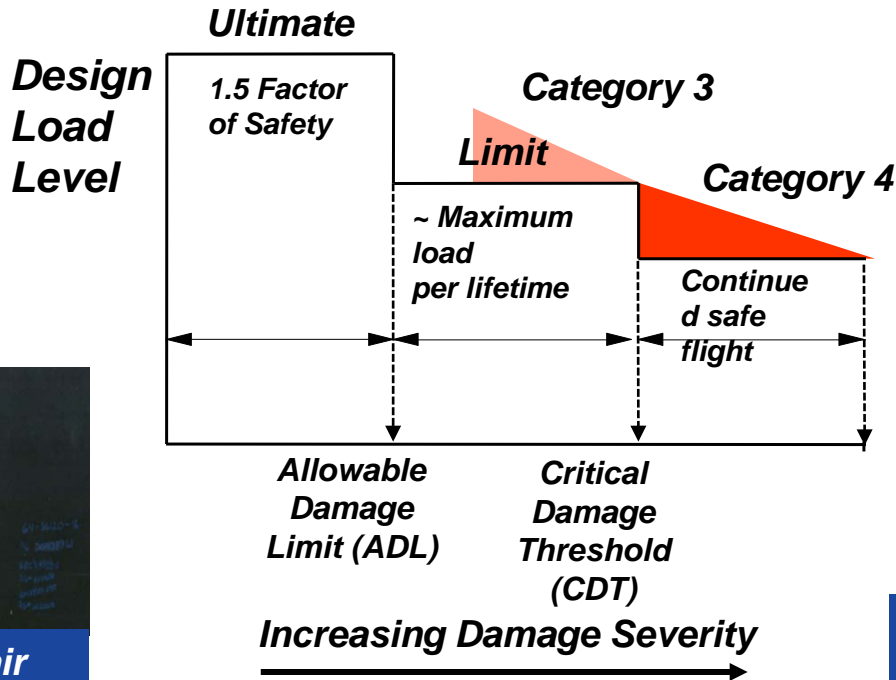 Ultimate
Design
Load
Level
1.5 Factor
of Safety
Category 3
Limit
Category 4
~ Maximum
load
per lifetime
Continue
d safe
flight
Allowable
Damage
Limit (ADL)
Critical
Damage
Threshold
(CDT)
Increasing Damage Severity